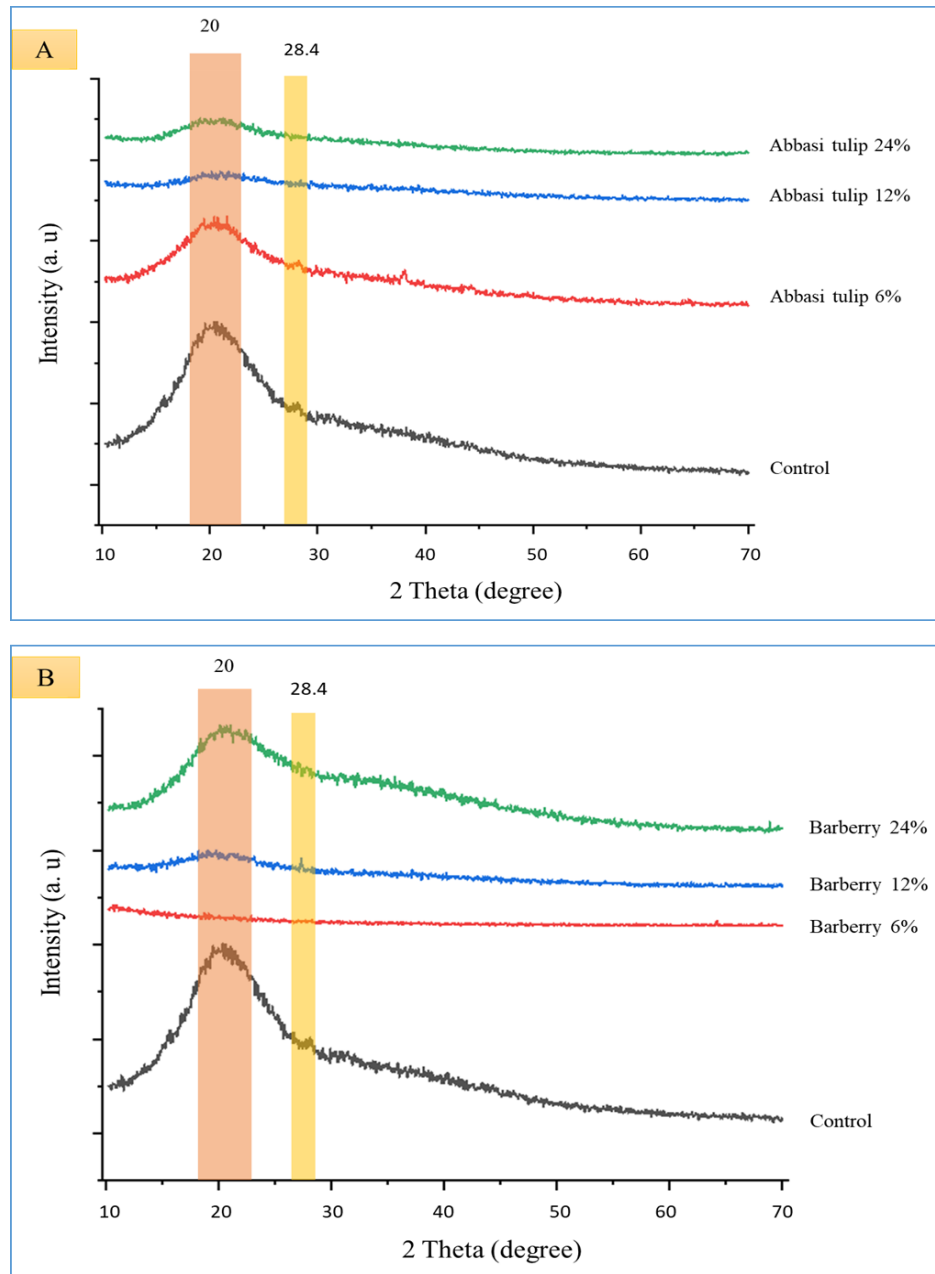 A
20
28.4
Intensity (a. u)
Abbasi tulip 24%
Abbasi tulip 12%
Abbasi tulip 6%
Control
10 20 30 40 50 60 70
2 Theta (degree)
B
20
28.4
Intensity (a. u)
Barberry 24%
Barberry 12%
Barberry 6%
Control
10 20 30 40 50 60 70
2 Theta (degree)